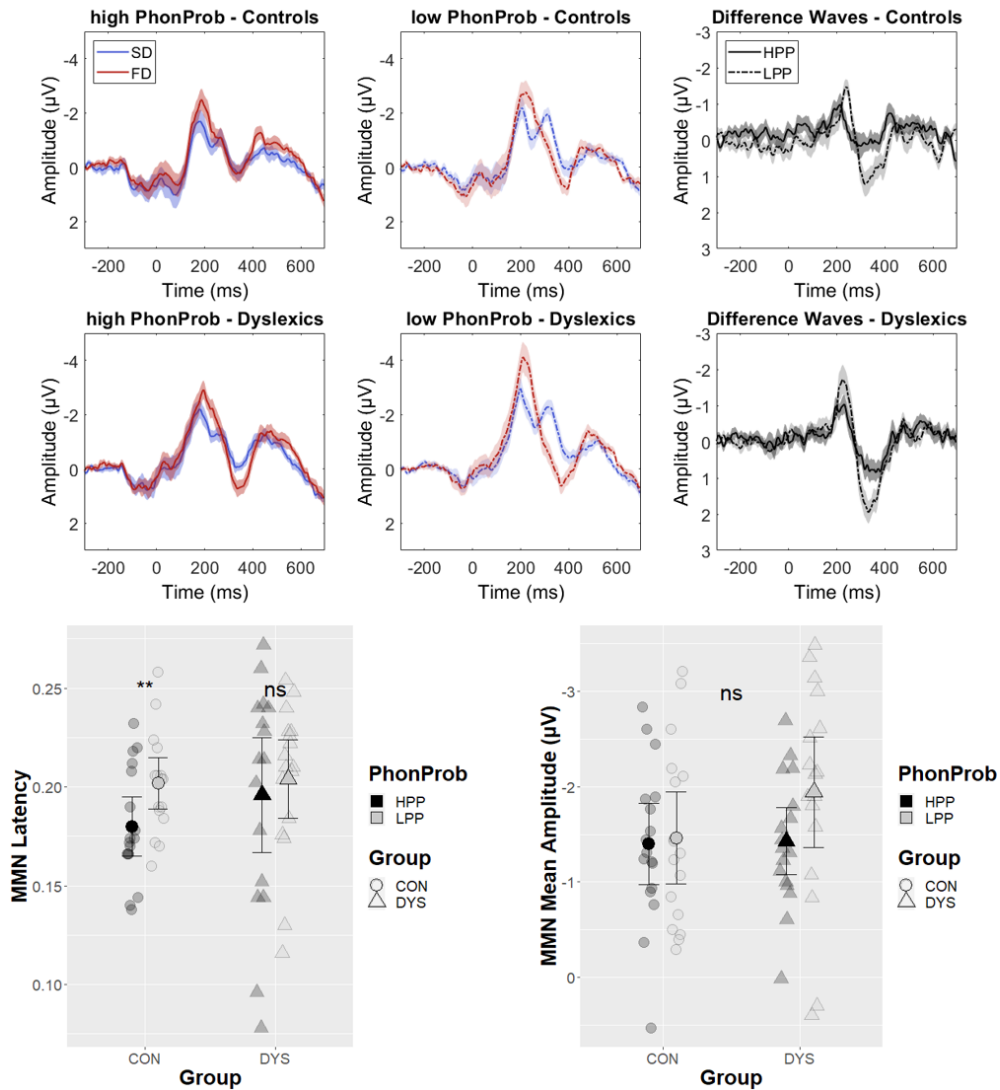 high PhonProb - Controls
low PhonProb - Controls
Difference Waves - Controls
SD
FD
HPP
LPP
Amplitude (µV)
-4
-2
0
2
-200 0 200 400 600
Time (ms)
Amplitude (µV)
-4
-2
0
2
-200 0 200 400 600
Time (ms)
Amplitude (µV)
-3
-2
-1
0
1
2
3
-200 0 200 400 600
Time (ms)
high PhonProb - Dyslexics
low PhonProb - Dyslexics
Difference Waves - Dyslexics
Amplitude (µV)
-4
-2
0
2
-200 0 200 400 600
Time (ms)
Amplitude (µV)
-4
-2
0
2
-200 0 200 400 600
Time (ms)
Amplitude (µV)
-3
-2
-1
0
1
2
3
-200 0 200 400 600
Time (ms)
MMN Latency
0.25
0.20
0.15
0.10
**
ns
CON DYS
Group
PhonProb
HPP
LPP
Group
CON
DYS
MMN Mean Amplitude (µV)
-3
-2
-1
0
ns
CON DYS
Group
PhonProb
HPP
LPP
Group
CON
DYS